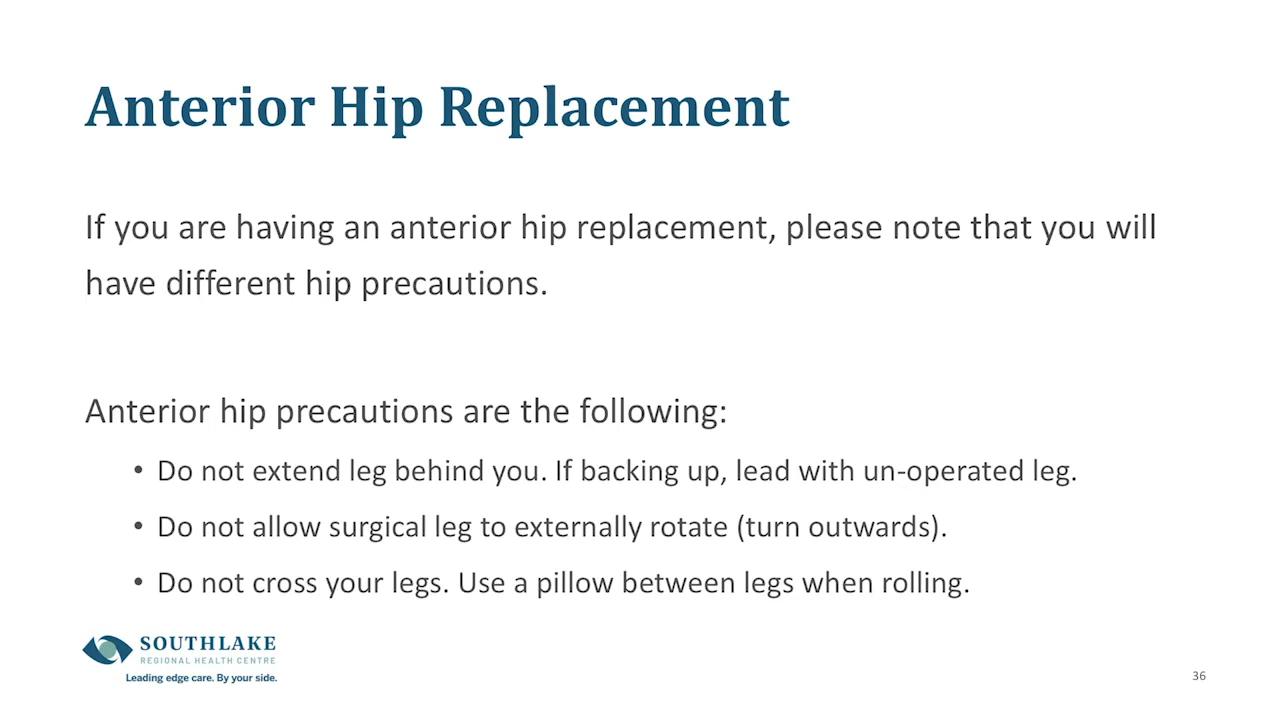 Anterior Hip Replacement
If you are having an anterior hip replacement, please note that you will
have different hip precautions.
Anterior hip precautions are the following:
• Do not extend leg behind you. If backing up, lead with un-operated leg.
• Do not allow surgical leg to externally rotate (turn outwards).
• Do not cross your legs. Use a pillow between legs when rolling.
SOUTHLAKE
REGIONAL HEALTH CENTRE
Leading edge care. By your side.
36